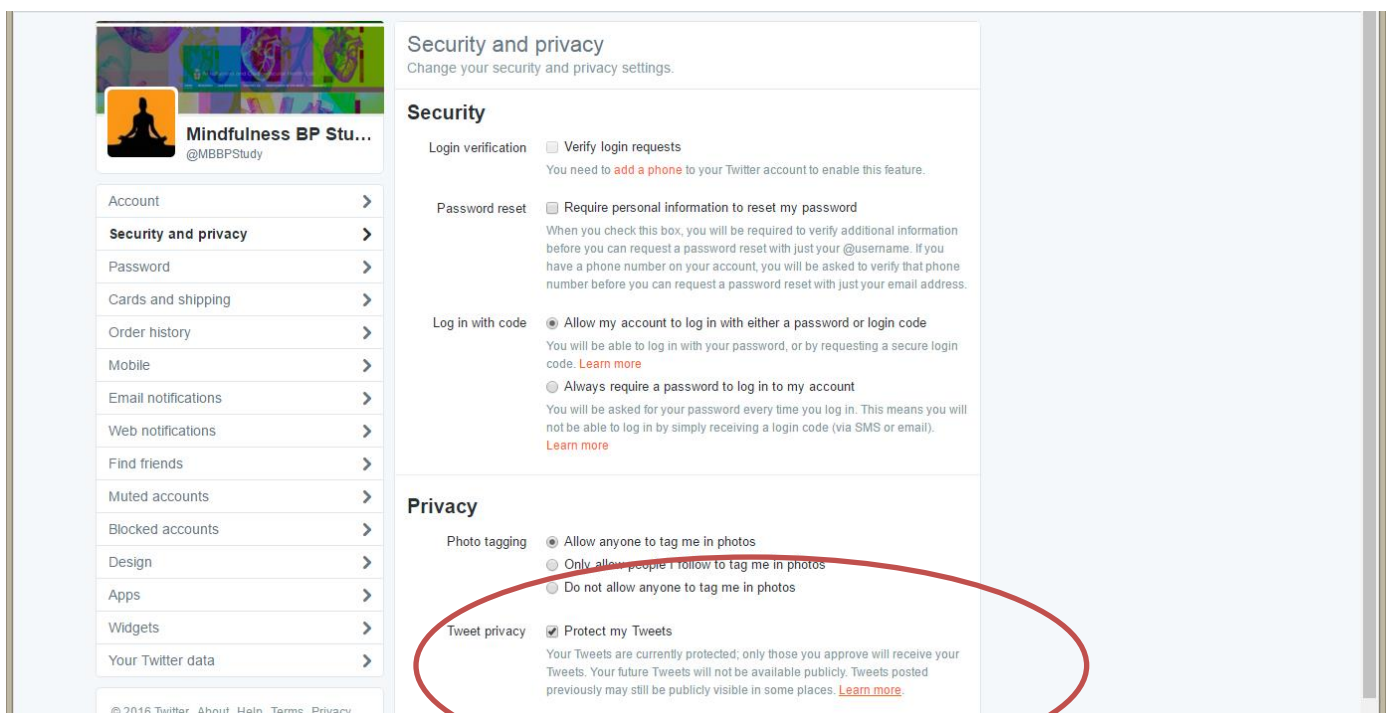 Mindfulness BP Stu...
@MBBPStudy
Account
Security and privacy
Password
Cards and shipping
Order history
Mobile
Email notifications
Web notifications
Find friends
Muted accounts
Blocked accounts
Design
Apps
Widgets
Your Twitter data
© 2016 Twitter About Help Terms Privacy
Security and privacy
Change your security and privacy settings.
Security
Login verification
Verify login requests
You need to add a phone to your Twitter account to enable this feature.
Password reset
Require personal information to reset my password
When you check this box, you will be required to verify additional information
before you can request a password reset with just your @username. If you
have a phone number on your account, you will be asked to verify that phone
number before you can request a password reset with just your email address.
Log in with code
Allow my account to log in with either a password or login code
You will be able to log in with your password, or by requesting a secure login
code. Learn more
Always require a password to log in to my account
You will be asked for your password every time you log in. This means you will
not be able to log in by simply receiving a login code (via SMS or email).
Learn more
Privacy
Photo tagging
Allow anyone to tag me in photos
Only allow people I follow to tag me in photos
Do not allow anyone to tag me in photos
Tweet privacy
Protect my Tweets
Your Tweets are currently protected; only those you approve will receive your
Tweets. Your future Tweets will not be available publicly. Tweets posted
previously may still be publicly visible in some places. Learn more.